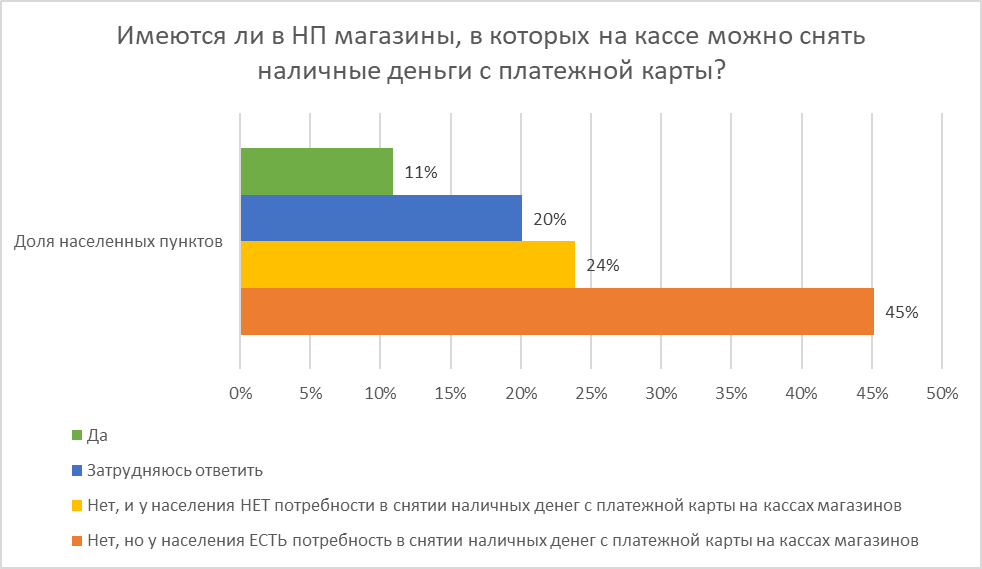 Имеются ли в НП магазины, в которых на кассе можно снять
наличные деньги с платежной карты?
11%
20%
Доля населенных пунктов
24%
45%
0% 5% 10% 15% 20% 25% 30% 35% 40% 45% 50%
Да
Затрудняюсь ответить
Нет, и у населения НЕТ потребности в снятии наличных денег с платежной карты на кассах магазинов
Нет, но у населения ЕСТЬ потребность в снятии наличных денег с платежной карты на кассах магазинов